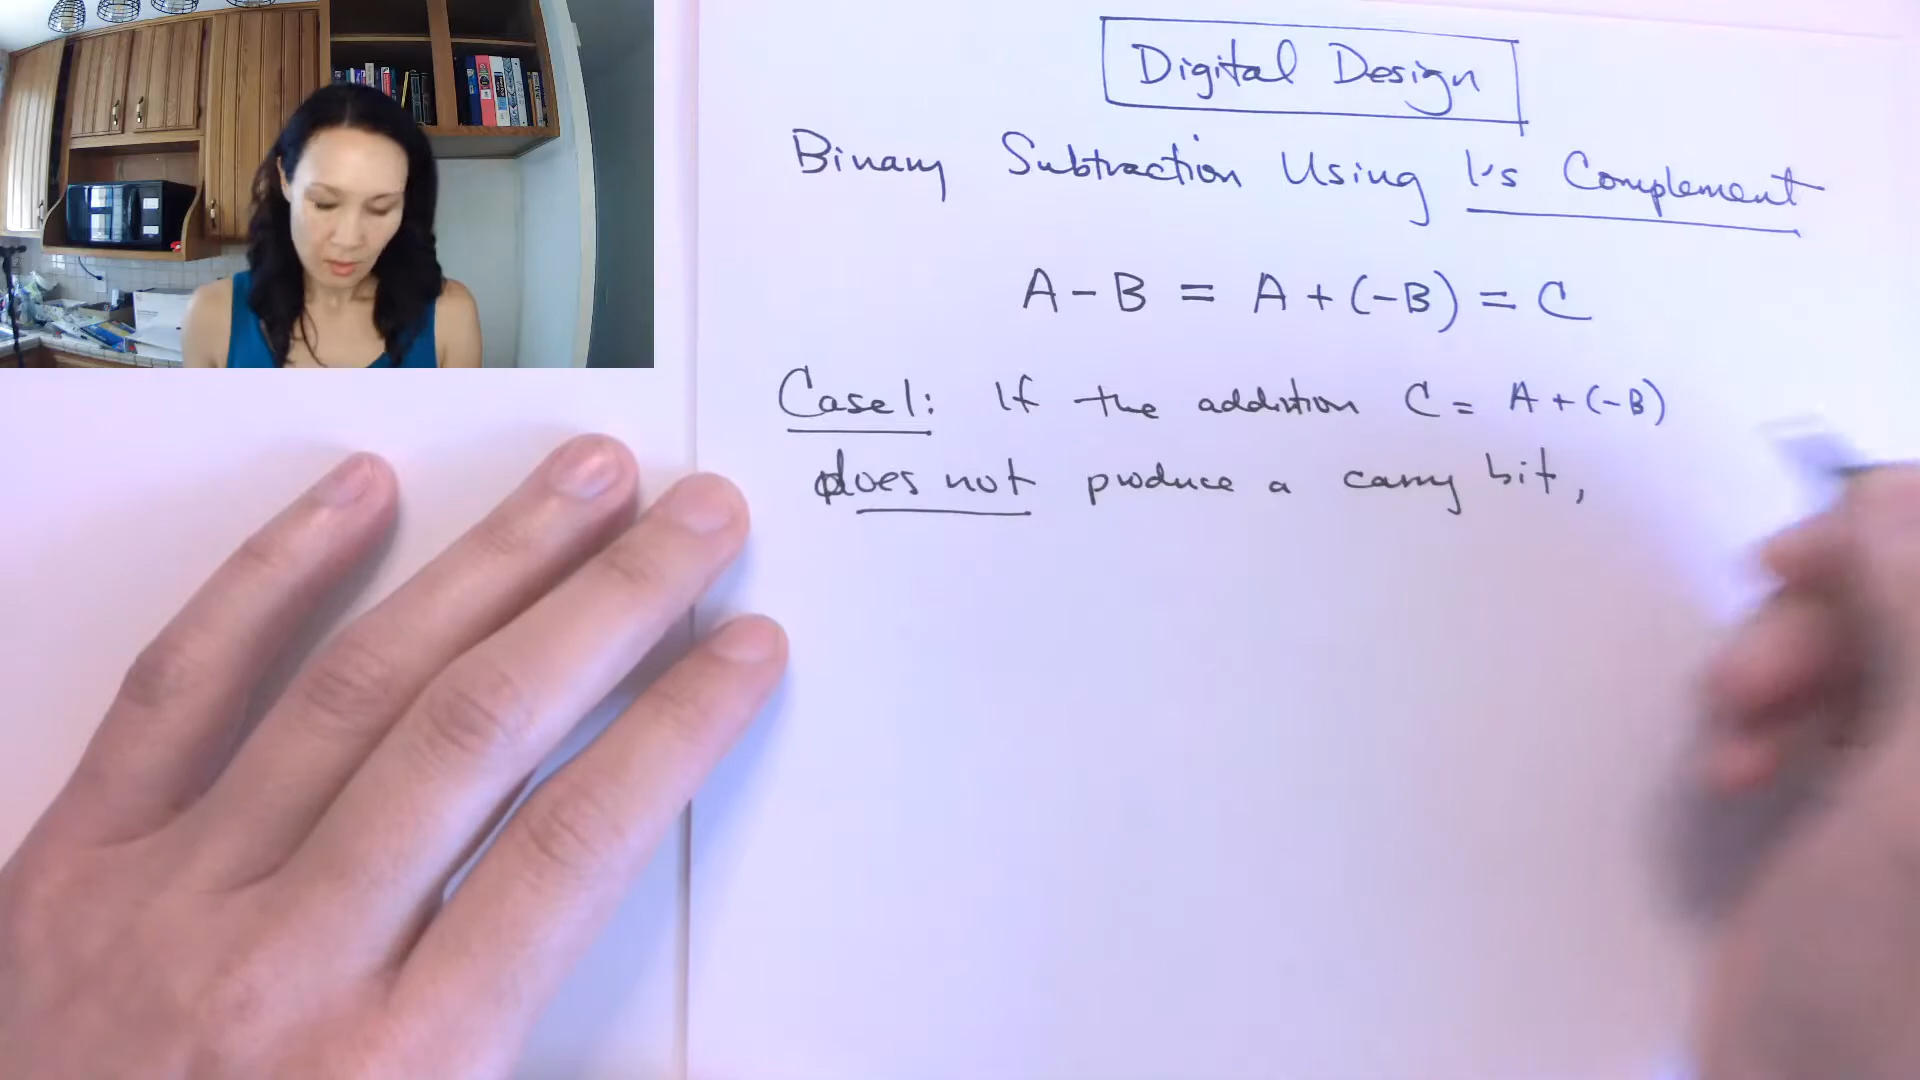 Digital Design
Binary Subtraction Using 1's Complement
A - B = A + (-B) = C
Case 1: If the addition C = A + (-B)
does not produce a carry bit,